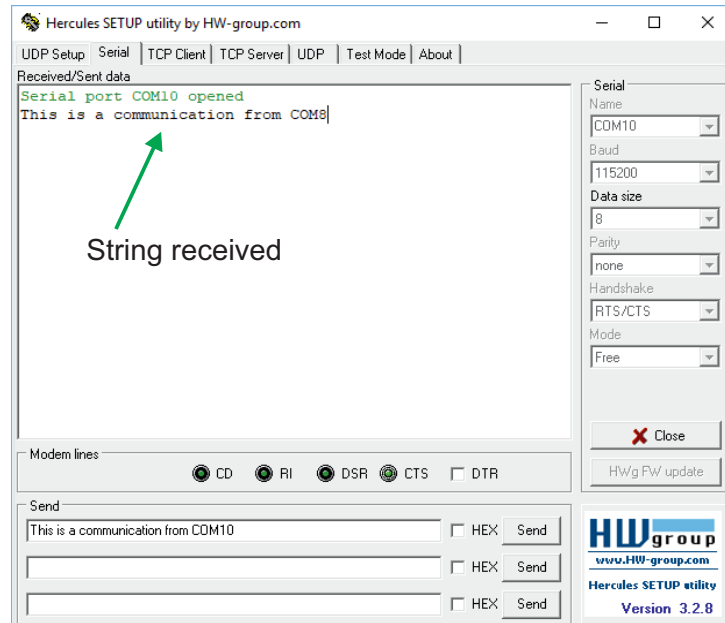 Hercules SETUP utility by HW-group.com
UDP Setup Serial TCP Client TCP Server UDP Test Mode About
Received/Sent data
Serial port COM10 opened
This is a communication from COM8
String received
Serial
Name
COM10
Baud
115200
Data size
8
Parity
none
Handshake
RTS/CTS
Mode
Free
Close
HWg FW update
Modem lines
CD RI DSR CTS DTR
Send
This is a communication from COM10 HEX Send
HEX Send
HEX Send
HW group
www.HW-group.com
Hercules SETUP utility
Version 3.2.8